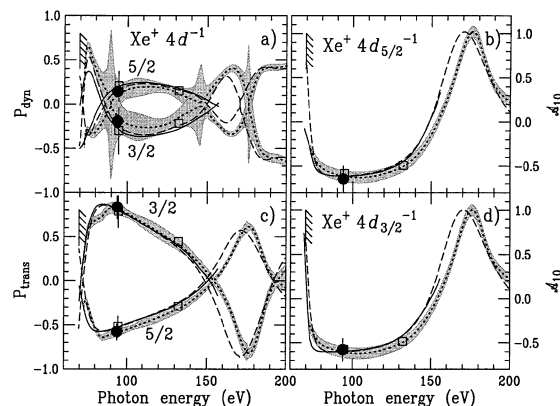 Xe+ 4d-1 a)
5/2
3/2
Pdyn
1.0
0.5
0.0
-0.5
-1.0
Xe+ 4d5/2-1 b)
1.0
0.5
0.0
-0.5
𝒜10
3/2 c)
5/2
Ptrans
0.5
0.0
-0.5
-1.0
Xe+ 4d3/2-1 d)
1.0
0.5
0.0
-0.5
𝒜10
100 150 200
100 150 200
Photon energy (eV) Photon energy (eV)